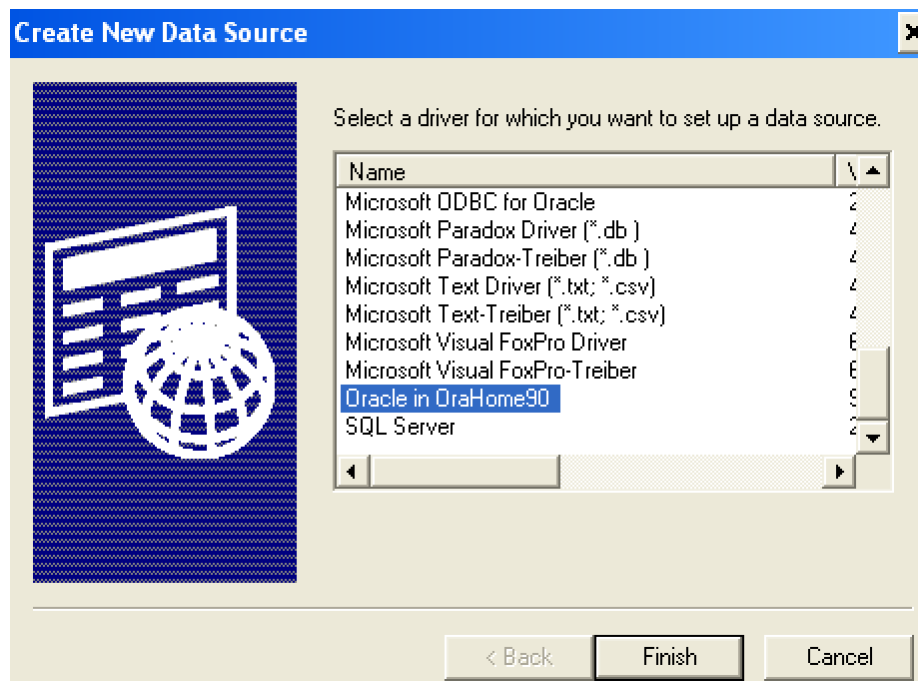 Create New Data Source
Select a driver for which you want to set up a data source.
Name
Microsoft ODBC for Oracle 2
Microsoft Paradox Driver (*.db )
Microsoft Paradox-Treiber (*.db )
Microsoft Text Driver (*.txt; *.csv)
Microsoft Text-Treiber (*.txt; *.csv)
Microsoft Visual FoxPro Driver
Microsoft Visual FoxPro-Treiber
Oracle in OraHome90
SQL Server
< Back Finish Cancel